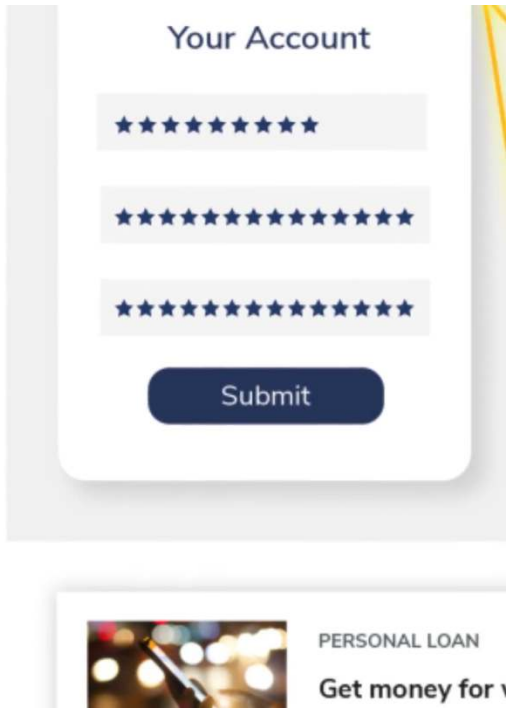 Your Account
★★★★★★★★★
★★★★★★★★★★★★★★
★★★★★★★★★★★★★★
Submit
PERSONAL LOAN
Get money for